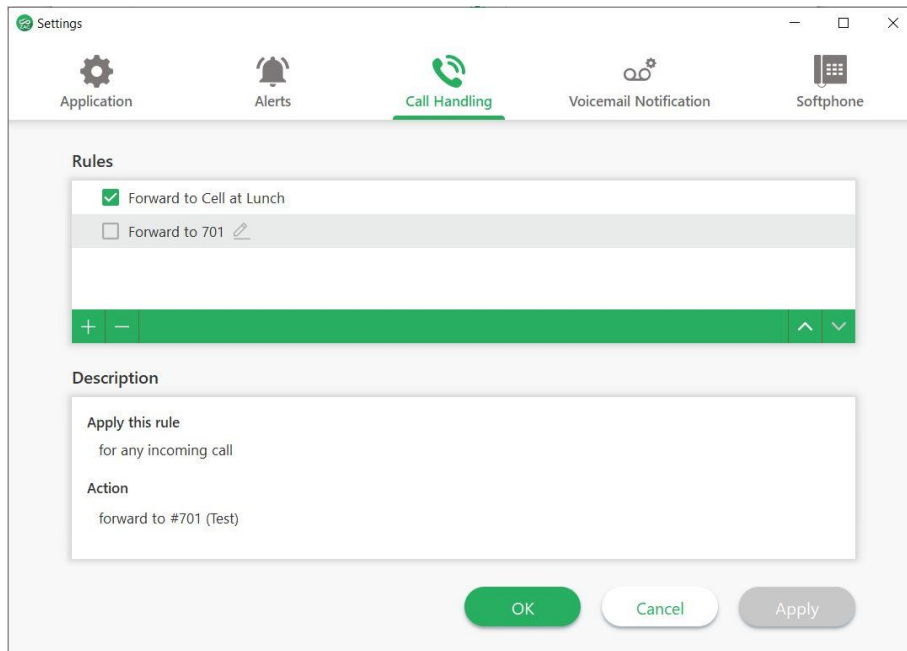 Settings
Application
Alerts
Call Handling
Voicemail Notification
Softphone
Rules
Forward to Cell at Lunch
Forward to 701
Description
Apply this rule
for any incoming call
Action
forward to #701 (Test)
OK
Cancel
Apply